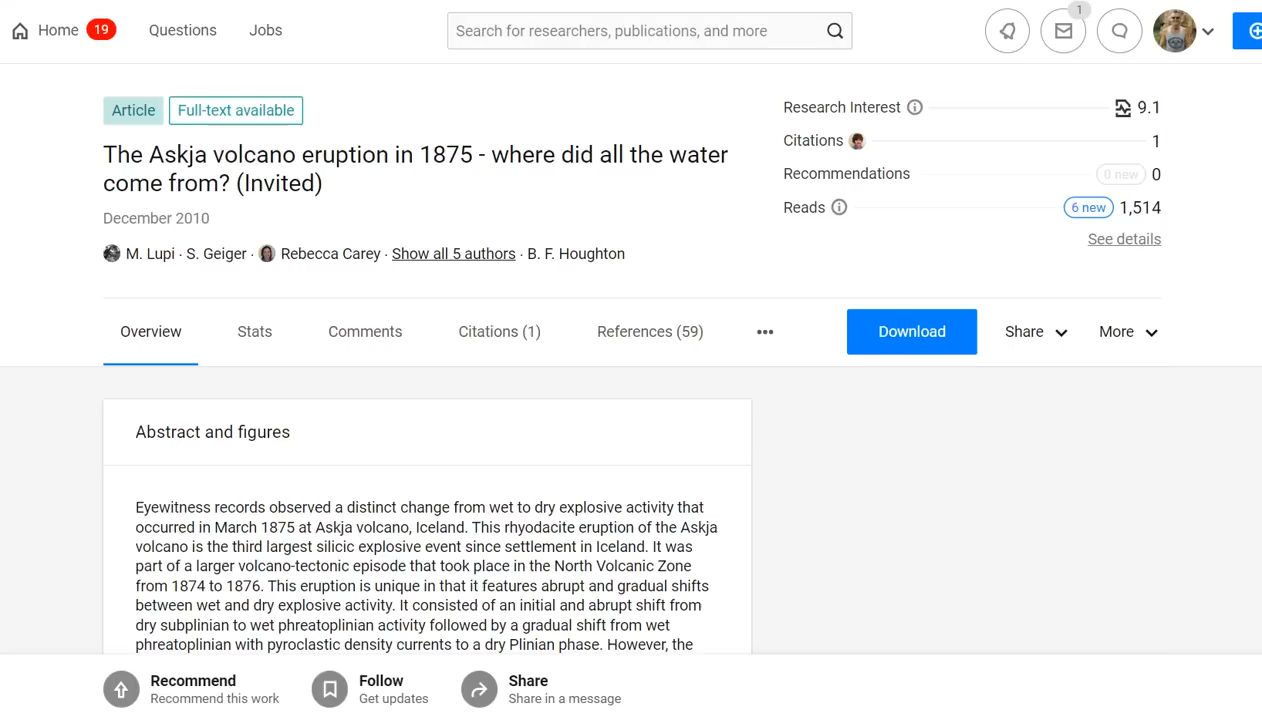 Home 19 Questions Jobs Search for researchers, publications, and more 1
Article Full-text available
The Askja volcano eruption in 1875 - where did all the water
come from? (Invited)
December 2010
M. Lupi · S. Geiger · Rebecca Carey · Show all 5 authors · B. F. Houghton
Research Interest 9.1
Citations 1
Recommendations 0 new 0
Reads 6 new 1,514
See details
Overview Stats Comments Citations (1) References (59) ••• Download Share More
Abstract and figures
Eyewitness records observed a distinct change from wet to dry explosive activity that
occurred in March 1875 at Askja volcano, Iceland. This rhyodacite eruption of the Askja
volcano is the third largest silicic explosive event since settlement in Iceland. It was
part of a larger volcano-tectonic episode that took place in the North Volcanic Zone
from 1874 to 1876. This eruption is unique in that it features abrupt and gradual shifts
between wet and dry explosive activity. It consisted of an initial and abrupt shift from
dry subplinian to wet phreatoplinian activity followed by a gradual shift from wet
phreatoplinian with pyroclastic density currents to a dry Plinian phase. However, the
Recommend Follow Share
Recommend this work Get updates Share in a message